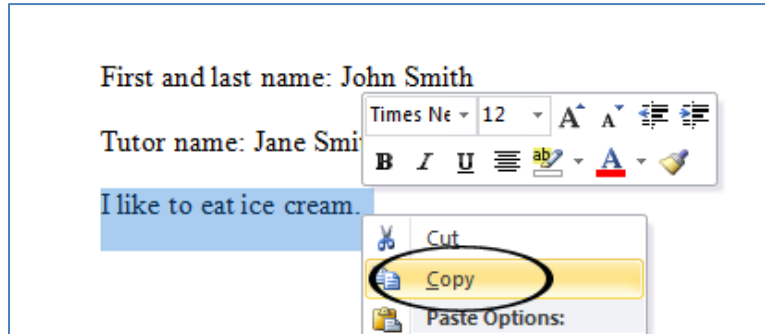 First and last name: John Smith
Times Ne 12 A A
Tutor name: Jane Smi
B I U ab A
I like to eat ice cream.
Cut
Copy
Paste Options: